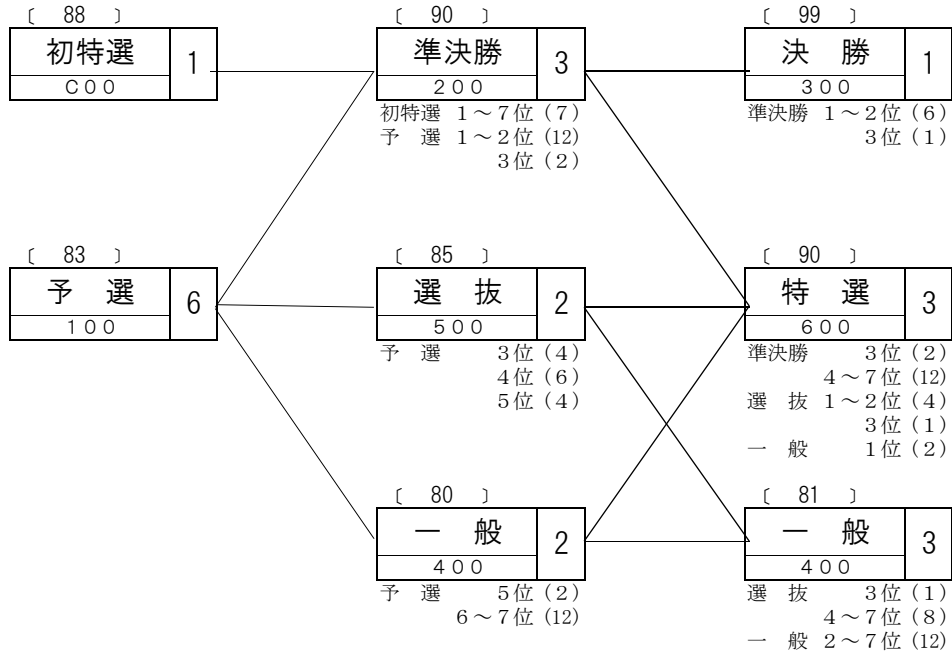 〔 88 〕
初特選 1
C00
〔 90 〕
準決勝 3
200
初特選 1～7位 (7)
予 選 1～2位 (12)
3位 (2)
〔 99 〕
決 勝 1
300
準決勝 1～2位 (6)
3位 (1)
〔 83 〕
予 選 6
100
〔 85 〕
選 抜 2
500
予 選 3位 (4)
4位 (6)
5位 (4)
〔 90 〕
特 選 3
600
準決勝 3位 (2)
4～7位 (12)
選 抜 1～2位 (4)
3位 (1)
一 般 1位 (2)
〔 80 〕
一 般 2
400
予 選 5位 (2)
6～7位 (12)
〔 81 〕
一 般 3
400
選 抜 3位 (1)
4～7位 (8)
一 般 2～7位 (12)